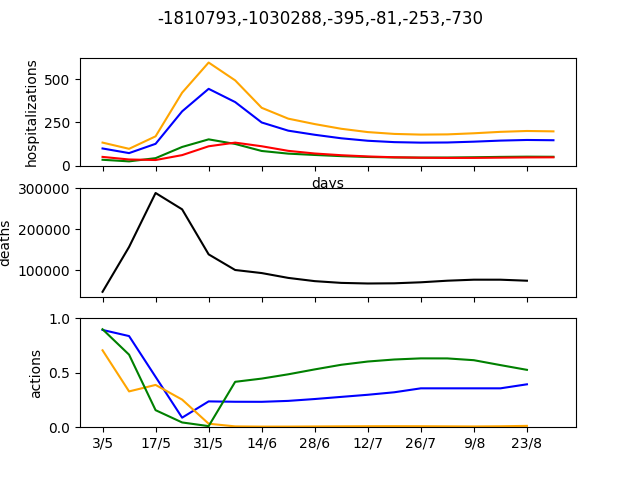 -1810793,-1030288,-395,-81,-253,-730
hospitalizations
500
250
0
days
deaths
300000
200000
100000
actions
1.0
0.5
0.0
3/5 17/5 31/5 14/6 28/6 12/7 26/7 9/8 23/8